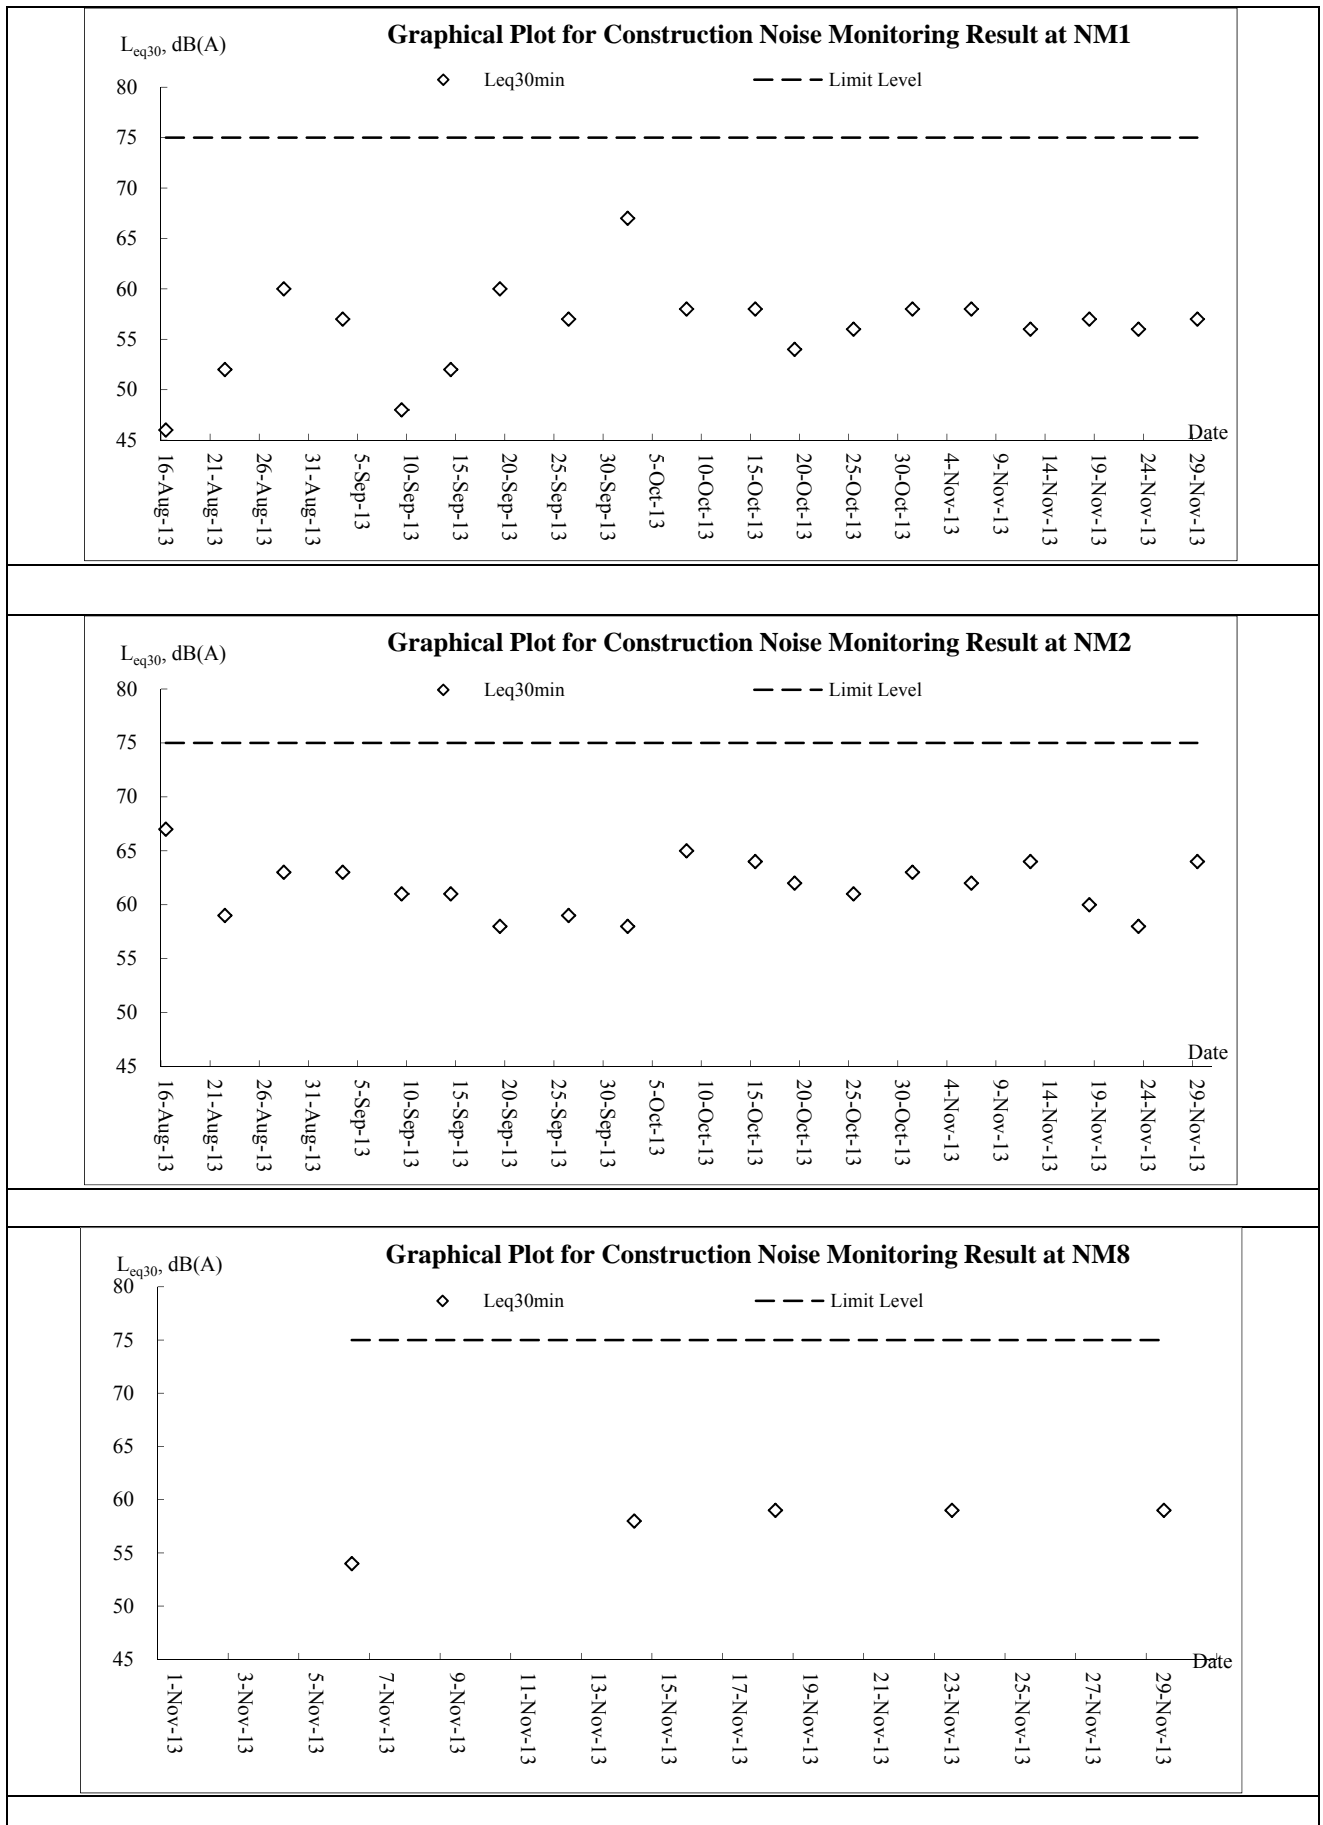 Graphical Plot for Construction Noise Monitoring Result at NM1
Leq30, dB(A)
Leq30min
Limit Level
80
75
70
65
60
55
50
45
Date
16-Aug-13
21-Aug-13
26-Aug-13
31-Aug-13
5-Sep-13
10-Sep-13
15-Sep-13
20-Sep-13
25-Sep-13
30-Sep-13
5-Oct-13
10-Oct-13
15-Oct-13
20-Oct-13
25-Oct-13
30-Oct-13
4-Nov-13
9-Nov-13
14-Nov-13
19-Nov-13
24-Nov-13
29-Nov-13
Graphical Plot for Construction Noise Monitoring Result at NM2
Leq30, dB(A)
Leq30min
Limit Level
80
75
70
65
60
55
50
45
Date
16-Aug-13
21-Aug-13
26-Aug-13
31-Aug-13
5-Sep-13
10-Sep-13
15-Sep-13
20-Sep-13
25-Sep-13
30-Sep-13
5-Oct-13
10-Oct-13
15-Oct-13
20-Oct-13
25-Oct-13
30-Oct-13
4-Nov-13
9-Nov-13
14-Nov-13
19-Nov-13
24-Nov-13
29-Nov-13
Graphical Plot for Construction Noise Monitoring Result at NM8
Leq30, dB(A)
Leq30min
Limit Level
80
75
70
65
60
55
50
45
Date
1-Nov-13
3-Nov-13
5-Nov-13
7-Nov-13
9-Nov-13
11-Nov-13
13-Nov-13
15-Nov-13
17-Nov-13
19-Nov-13
21-Nov-13
23-Nov-13
25-Nov-13
27-Nov-13
29-Nov-13